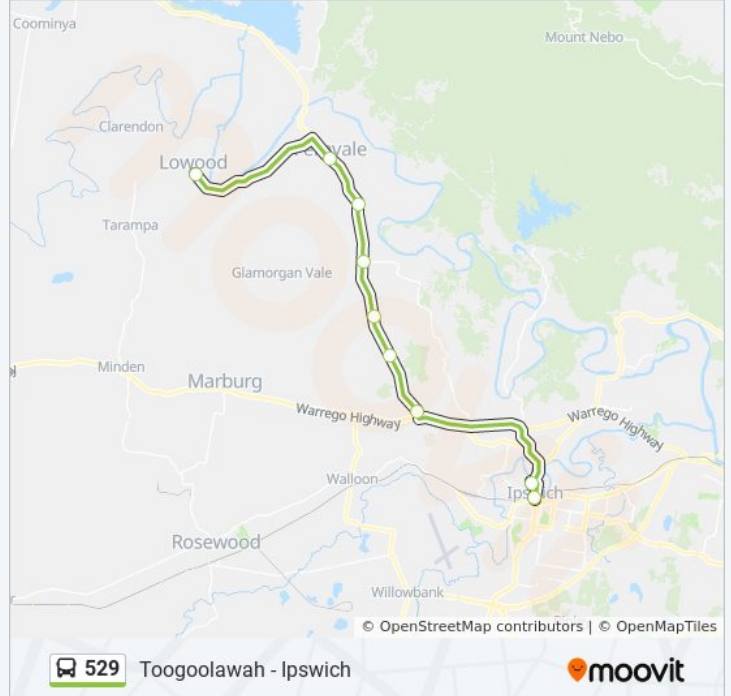 Coominya
Mount Nebo
Clarendon
Lowood
Tarampa
Glamorgan Vale
Minden
Marburg
Warrego Highway
Warrego Highway
Walloon
Ipswich
Rosewood
Willowbank
© OpenStreetMap contributors | © OpenMapTiles
529 Toogoolawah - Ipswich
moovit